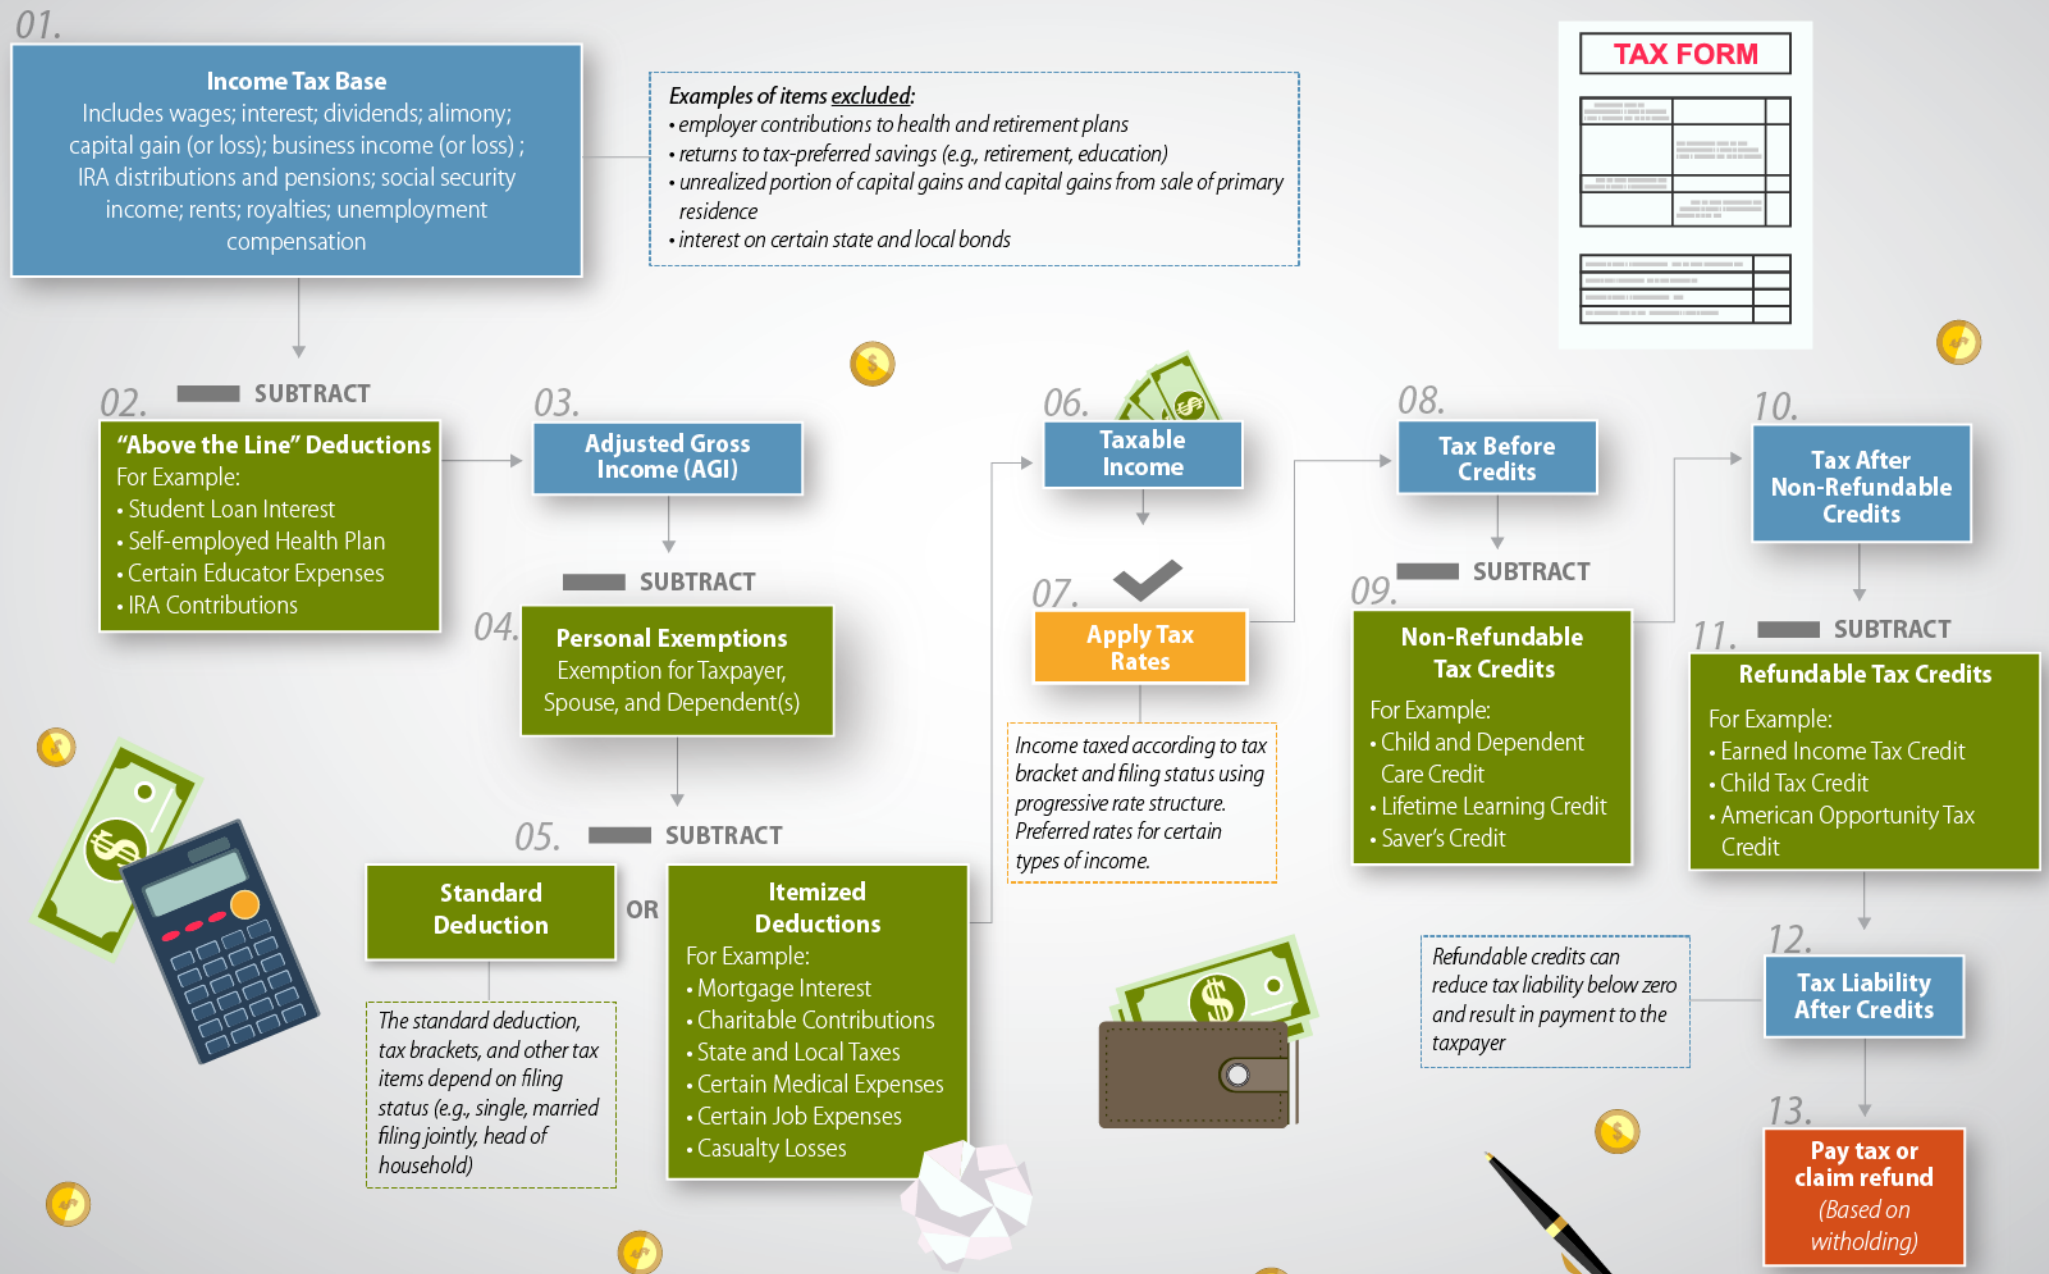 01.
Income Tax Base
Includes wages; interest; dividends; alimony;
capital gain (or loss); business income (or loss) ;
IRA distributions and pensions; social security
income; rents; royalties; unemployment
compensation
Examples of items excluded:
• employer contributions to health and retirement plans
• returns to tax-preferred savings (e.g., retirement, education)
• unrealized portion of capital gains and capital gains from sale of primary
residence
• interest on certain state and local bonds
TAX FORM
02.
SUBTRACT
“Above the Line” Deductions
For Example:
• Student Loan Interest
• Self-employed Health Plan
• Certain Educator Expenses
• IRA Contributions
03.
Adjusted Gross
Income (AGI)
SUBTRACT
04.
Personal Exemptions
Exemption for Taxpayer,
Spouse, and Dependent(s)
05.
SUBTRACT
Standard
Deduction
OR
Itemized
Deductions
For Example:
• Mortgage Interest
• Charitable Contributions
• State and Local Taxes
• Certain Medical Expenses
• Certain Job Expenses
• Casualty Losses
The standard deduction,
tax brackets, and other tax
items depend on filing
status (e.g., single, married
filing jointly, head of
household)
06.
Taxable
Income
07.
Apply Tax
Rates
Income taxed according to tax
bracket and filing status using
progressive rate structure.
Preferred rates for certain
types of income.
08.
Tax Before
Credits
SUBTRACT
09.
Non-Refundable
Tax Credits
For Example:
• Child and Dependent
Care Credit
• Lifetime Learning Credit
• Saver’s Credit
10.
Tax After
Non-Refundable
Credits
SUBTRACT
11.
Refundable Tax Credits
For Example:
• Earned Income Tax Credit
• Child Tax Credit
• American Opportunity Tax
Credit
12.
Tax Liability
After Credits
Refundable credits can
reduce tax liability below zero
and result in payment to the
taxpayer
13.
Pay tax or
claim refund
(Based on
witholding)